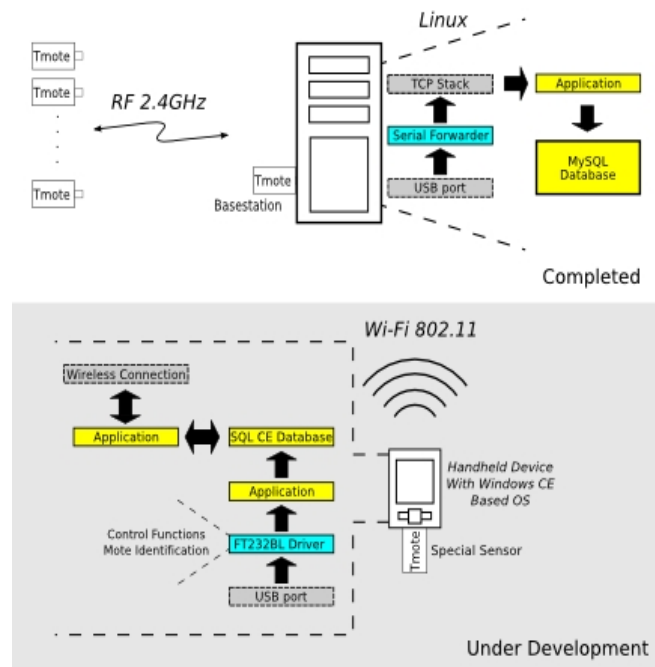 Linux
Tmote
Tmote
RF 2.4GHz
Tmote
Tmote
Basestation
TCP Stack
Application
Serial Forwarder
USB port
MySQL
Database
Completed
Wi-Fi 802.11
Wireless Connection
Application
SQL CE Database
Application
Control Functions
Mote Identification
FT232BL Driver
USB port
Handheld Device
With Windows CE
Based OS
Tmote
Special Sensor
Under Development